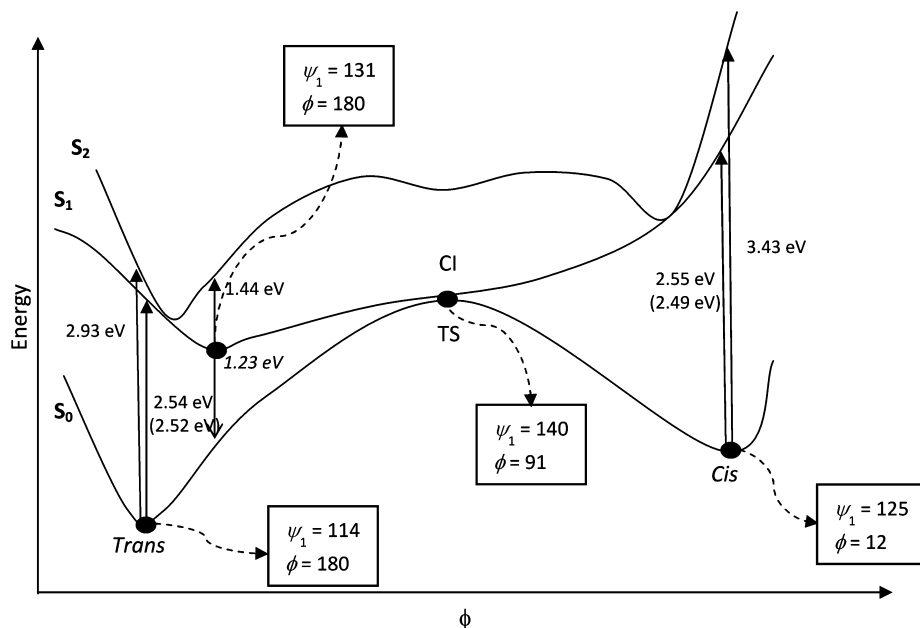 ψ1 = 131
ϕ = 180
S2
S1
1.44 eV
CI
3.43 eV
2.55 eV
(2.49 eV)
Energy
2.93 eV
TS
1.23 eV
2.54 eV
(2.52 eV)
S0
ψ1 = 140
ϕ = 91
Cis
ψ1 = 125
ϕ = 12
ψ1 = 114
ϕ = 180
Trans
ϕ